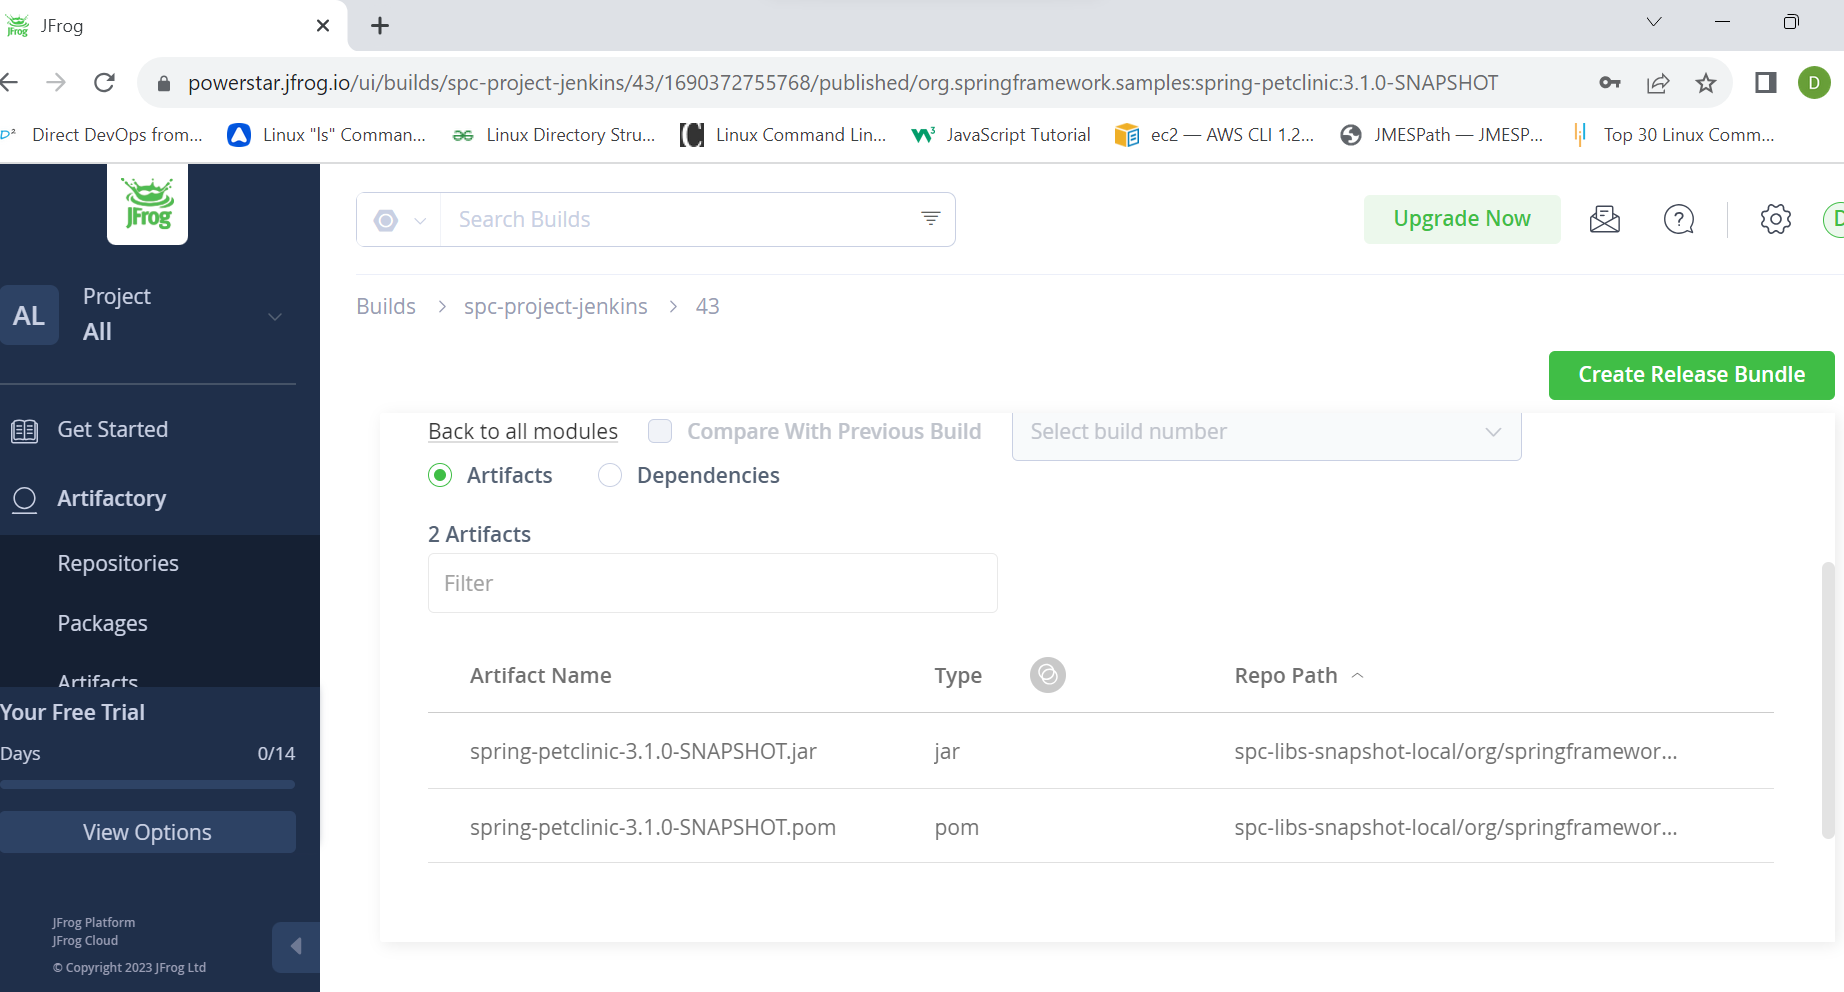 JFrog
powerstar.jfrog.io/ui/builds/spc-project-jenkins/43/1690372755768/published/org.springframework.samples:spring-petclinic:3.1.0-SNAPSHOT
D
Direct DevOps from...
Linux "ls" Comman...
Linux Directory Stru...
Linux Command Lin...
JavaScript Tutorial
ec2 — AWS CLI 1.2...
JMESPath — JMESP...
Top 30 Linux Comm...
JFrog
AL
Project
All
Get Started
Artifactory
Repositories
Packages
Artifacts
Your Free Trial
Days 0/14
View Options
JFrog Platform
JFrog Cloud
© Copyright 2023 JFrog Ltd
Search Builds
Upgrade Now
D
Builds > spc-project-jenkins > 43
Create Release Bundle
Back to all modules
Compare With Previous Build
Select build number
Artifacts
Dependencies
2 Artifacts
Filter
Artifact Name Type Repo Path
spring-petclinic-3.1.0-SNAPSHOT.jar jar spc-libs-snapshot-local/org/springframewor...
spring-petclinic-3.1.0-SNAPSHOT.pom pom spc-libs-snapshot-local/org/springframewor...